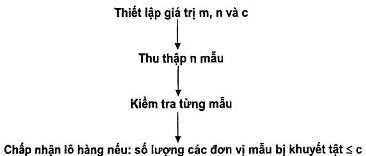 Thiết lập giá trị m, n và c
Thu thập n mẫu
Kiểm tra từng mẫu
Chấp nhận lô hàng nếu: số lượng các đơn vị mẫu bị khuyết tật ≤ c